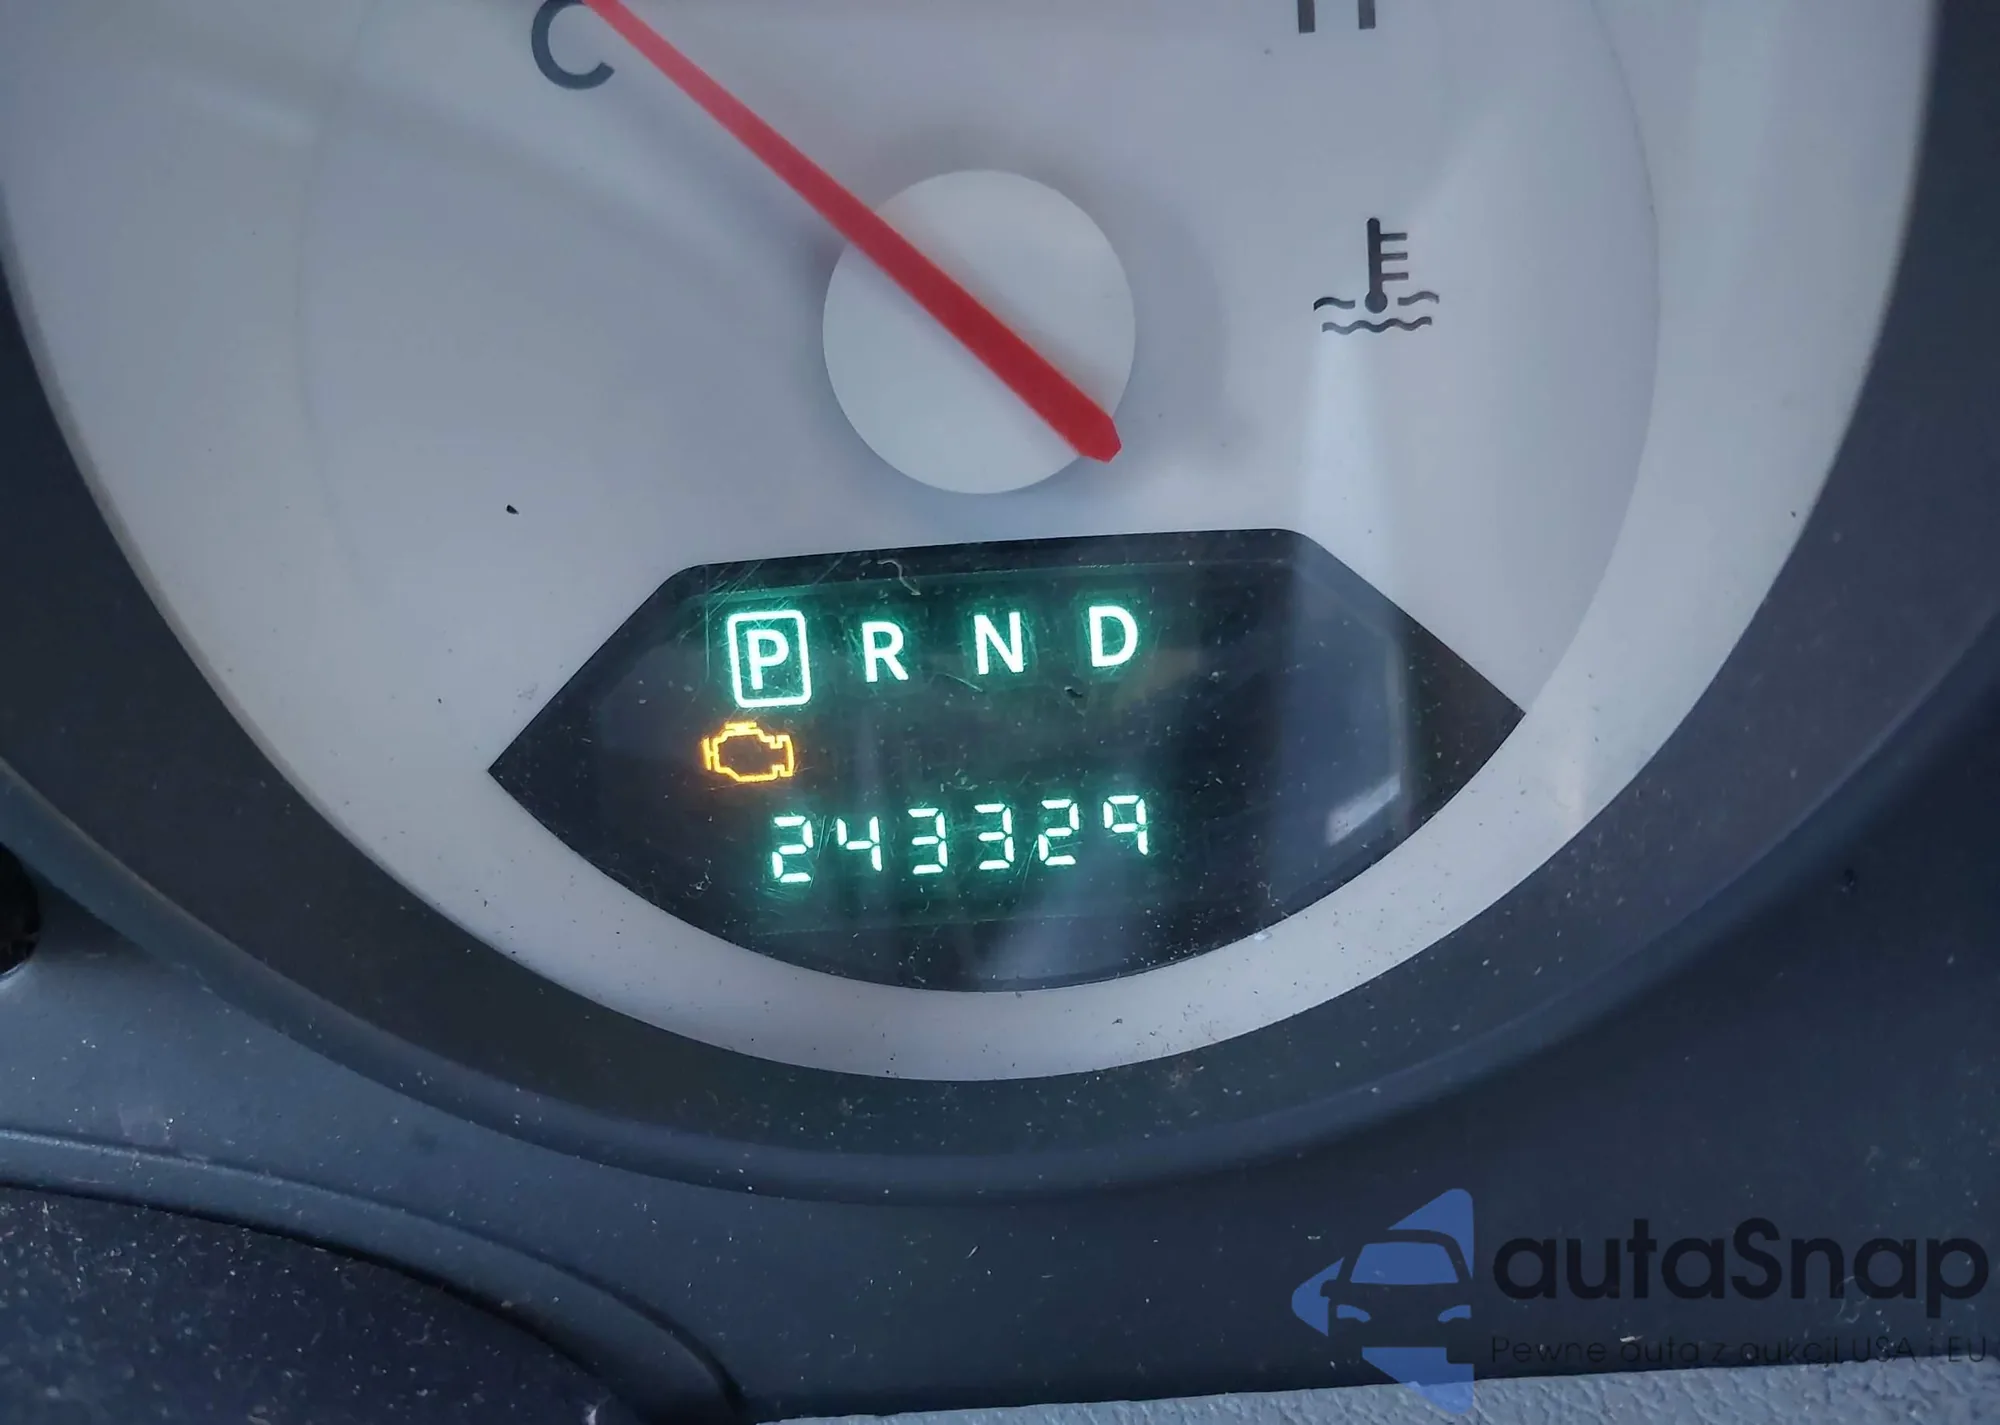 C H
P R N D
243329
autaSnap
Pewne auta z aukcji USA i EU